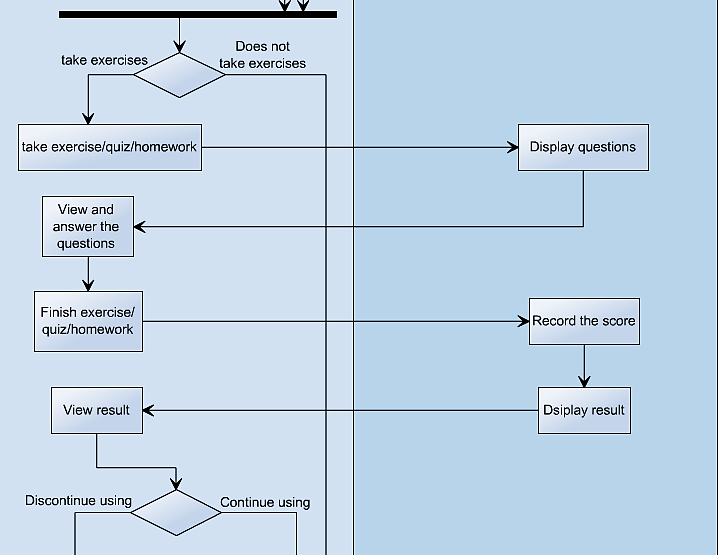 Does not
take exercises
take exercises
take exercise/quiz/homework
Display questions
View and
answer the
questions
Finish exercise/
quiz/homework
Record the score
View result
Dsiplay result
Discontinue using
Continue using